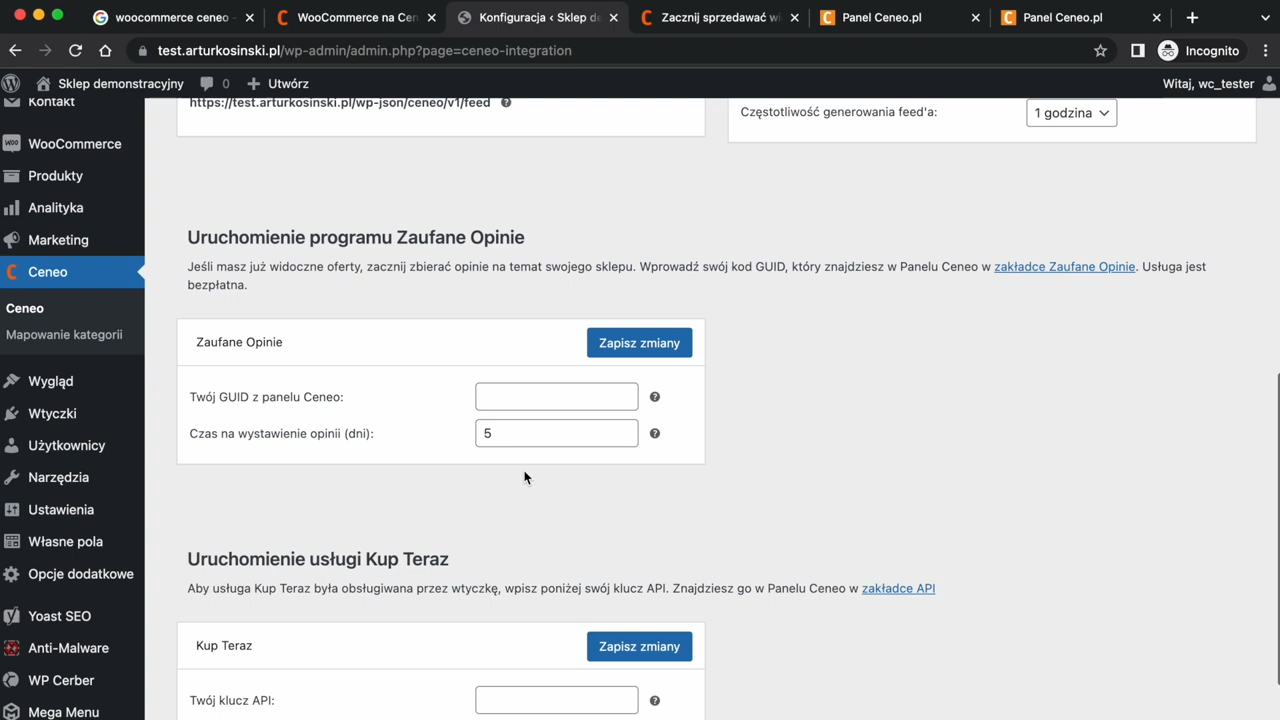 woocommerce ceneo -
WooCommerce na Cen
Konfiguracja ‹ Sklep de
Zacznij sprzedawać w
Panel Ceneo.pl
Panel Ceneo.pl
test.arturkosinski.pl/wp-admin/admin.php?page=ceneo-integration
Incognito
Sklep demonstracyjny
0
Utwórz
Witaj, wc_tester
Kontakt
WooCommerce
Produkty
Analityka
Marketing
Ceneo
Ceneo
Mapowanie kategorii
Wygląd
Wtyczki
Użytkownicy
Narzędzia
Ustawienia
Własne pola
Opcje dodatkowe
Yoast SEO
Anti-Malware
WP Cerber
Mega Menu
https://test.arturkosinski.pl/wp-json/ceneo/v1/feed
Częstotliwość generowania feed'a:
1 godzina
Uruchomienie programu Zaufane Opinie
Jeśli masz już widoczne oferty, zacznij zbierać opinie na temat swojego sklepu. Wprowadź swój kod GUID, który znajdziesz w Panelu Ceneo w zakładce Zaufane Opinie. Usługa jest
bezpłatna.
Zaufane Opinie
Zapisz zmiany
Twój GUID z panelu Ceneo:
Czas na wystawienie opinii (dni):
5
Uruchomienie usługi Kup Teraz
Aby usługa Kup Teraz była obsługiwana przez wtyczkę, wpisz poniżej swój klucz API. Znajdziesz go w Panelu Ceneo w zakładce API
Kup Teraz
Zapisz zmiany
Twój klucz API: